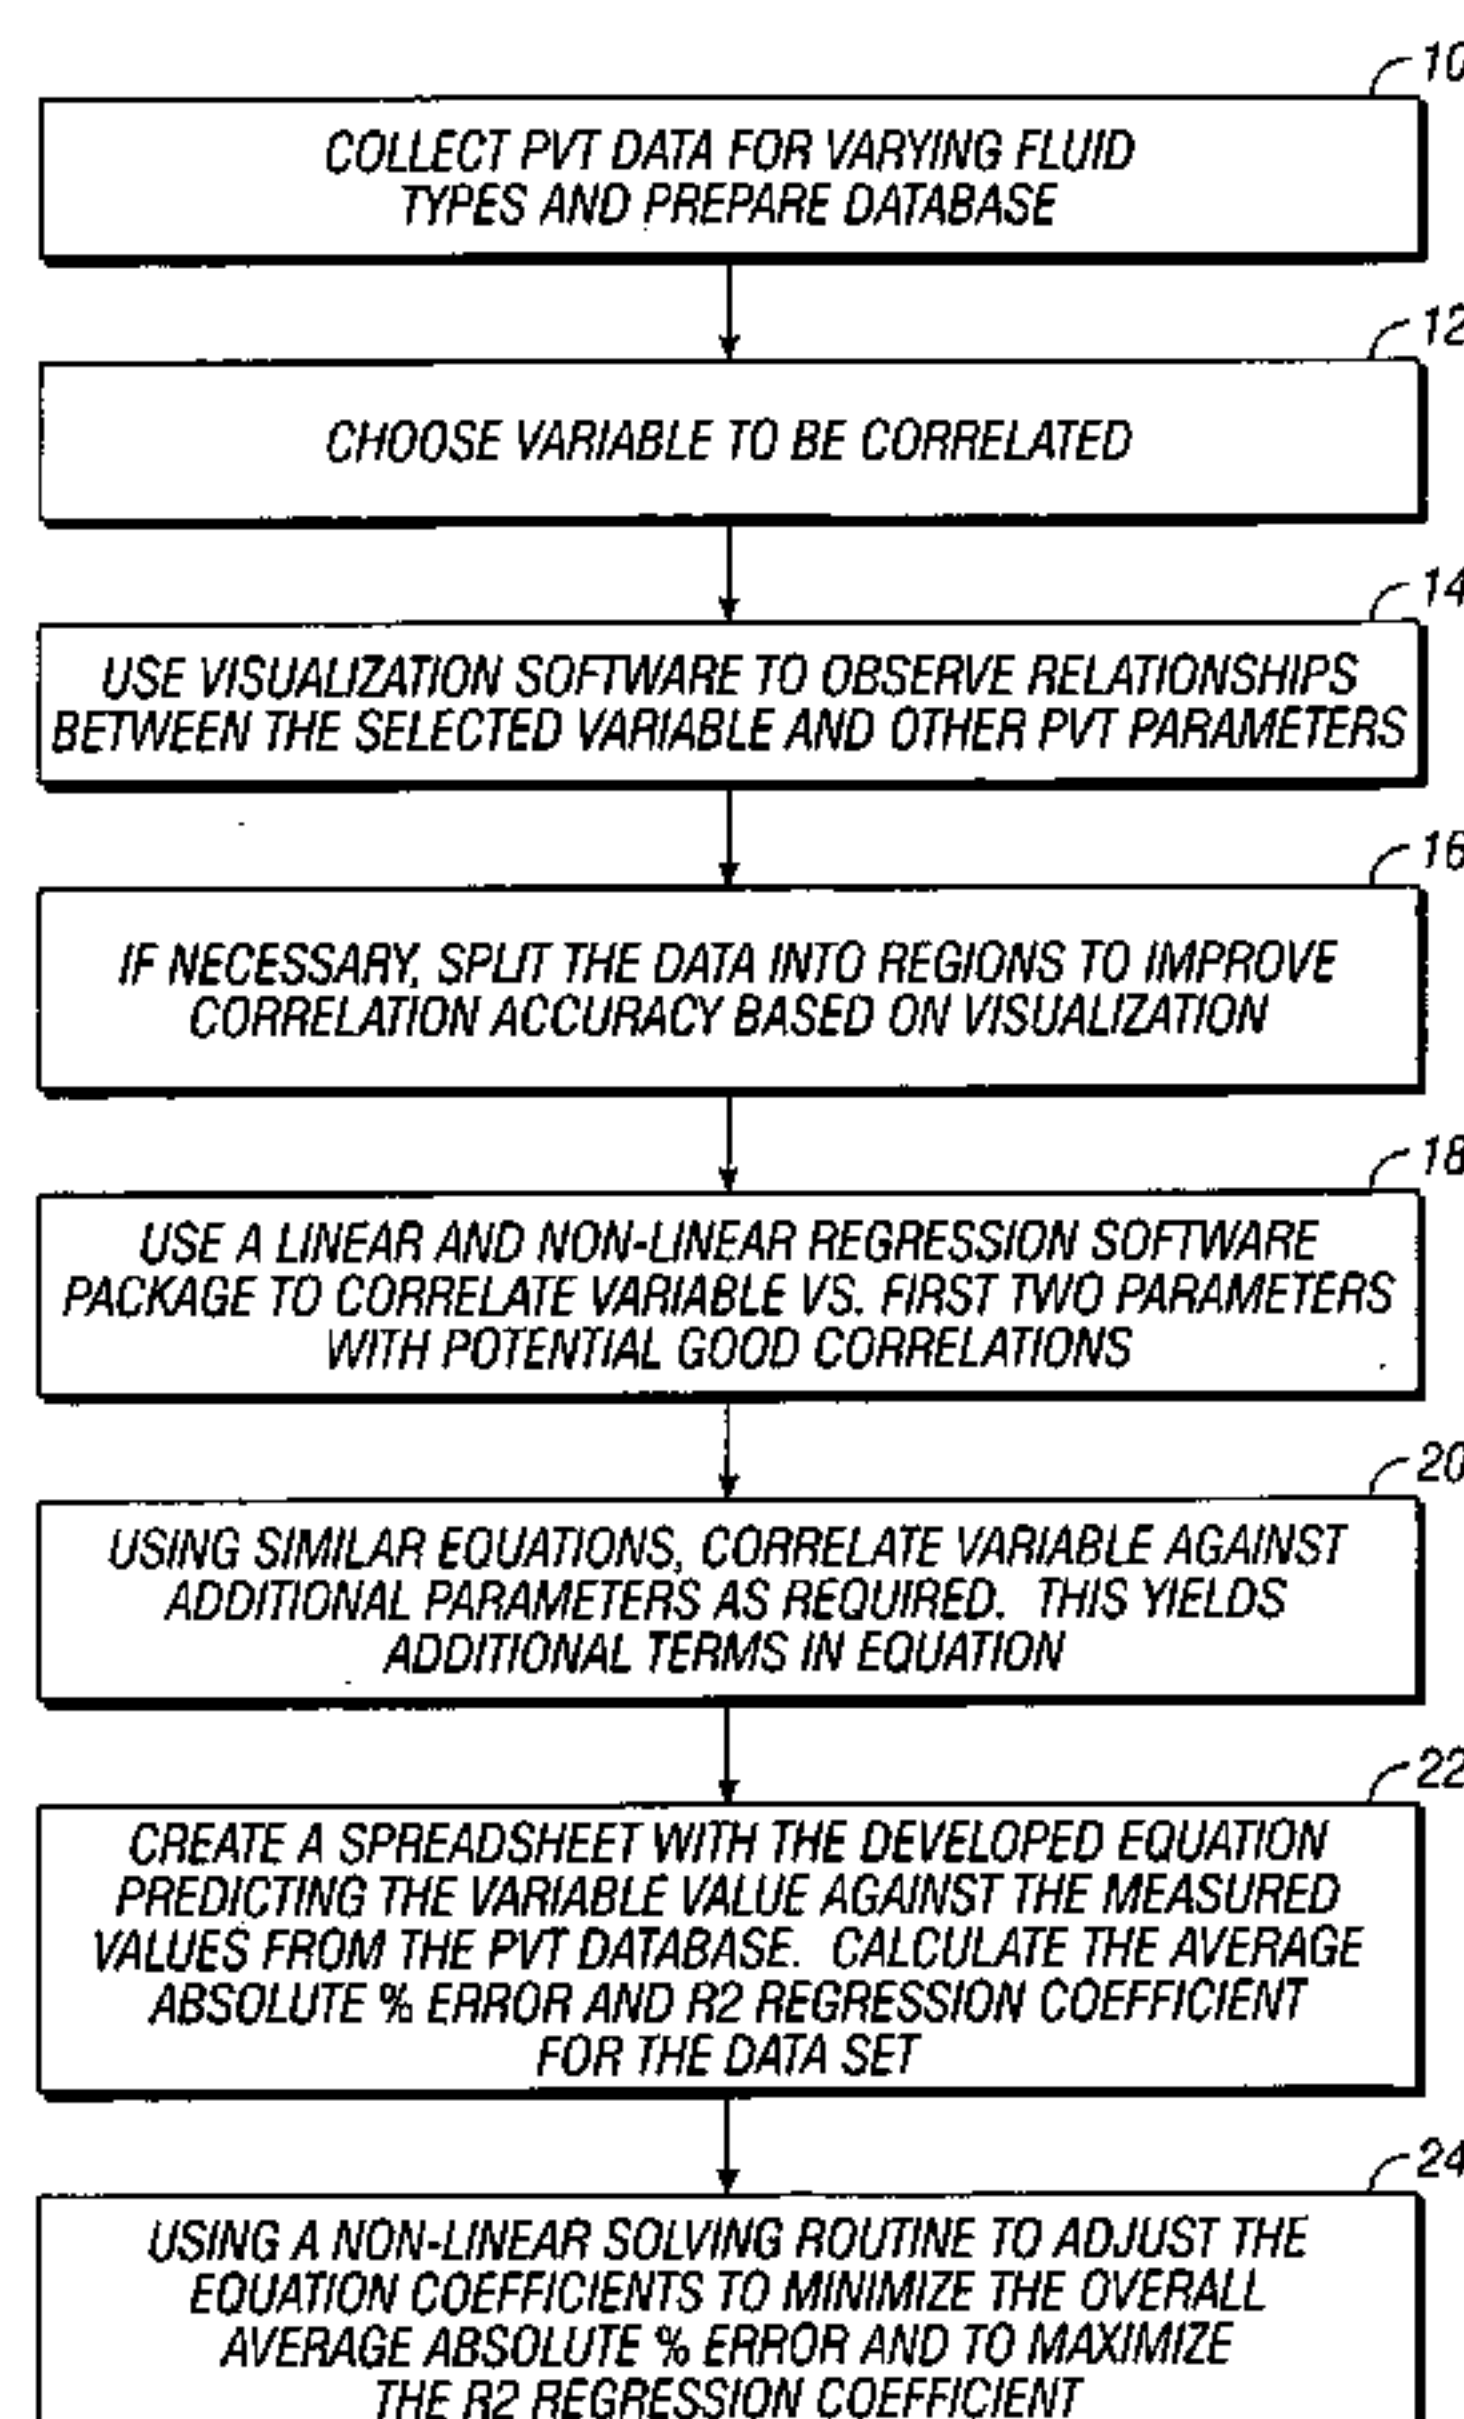 10
COLLECT PVT DATA FOR VARYING FLUID
TYPES AND PREPARE DATABASE
12
CHOOSE VARIABLE TO BE CORRELATED
14
USE VISUALIZATION SOFTWARE TO OBSERVE RELATIONSHIPS
BETWEEN THE SELECTED VARIABLE AND OTHER PVT PARAMETERS
16
IF NECESSARY, SPLIT THE DATA INTO REGIONS TO IMPROVE
CORRELATION ACCURACY BASED ON VISUALIZATION
18
USE A LINEAR AND NON-LINEAR REGRESSION SOFTWARE
PACKAGE TO CORRELATE VARIABLE VS. FIRST TWO PARAMETERS
WITH POTENTIAL GOOD CORRELATIONS
20
USING SIMILAR EQUATIONS, CORRELATE VARIABLE AGAINST
ADDITIONAL PARAMETERS AS REQUIRED. THIS YIELDS
ADDITIONAL TERMS IN EQUATION
22
CREATE A SPREADSHEET WITH THE DEVELOPED EQUATION
PREDICTING THE VARIABLE VALUE AGAINST THE MEASURED
VALUES FROM THE PVT DATABASE. CALCULATE THE AVERAGE
ABSOLUTE % ERROR AND R2 REGRESSION COEFFICIENT
FOR THE DATA SET
24
USING A NON-LINEAR SOLVING ROUTINE TO ADJUST THE
EQUATION COEFFICIENTS TO MINIMIZE THE OVERALL
AVERAGE ABSOLUTE % ERROR AND TO MAXIMIZE
THE R2 REGRESSION COEFFICIENT